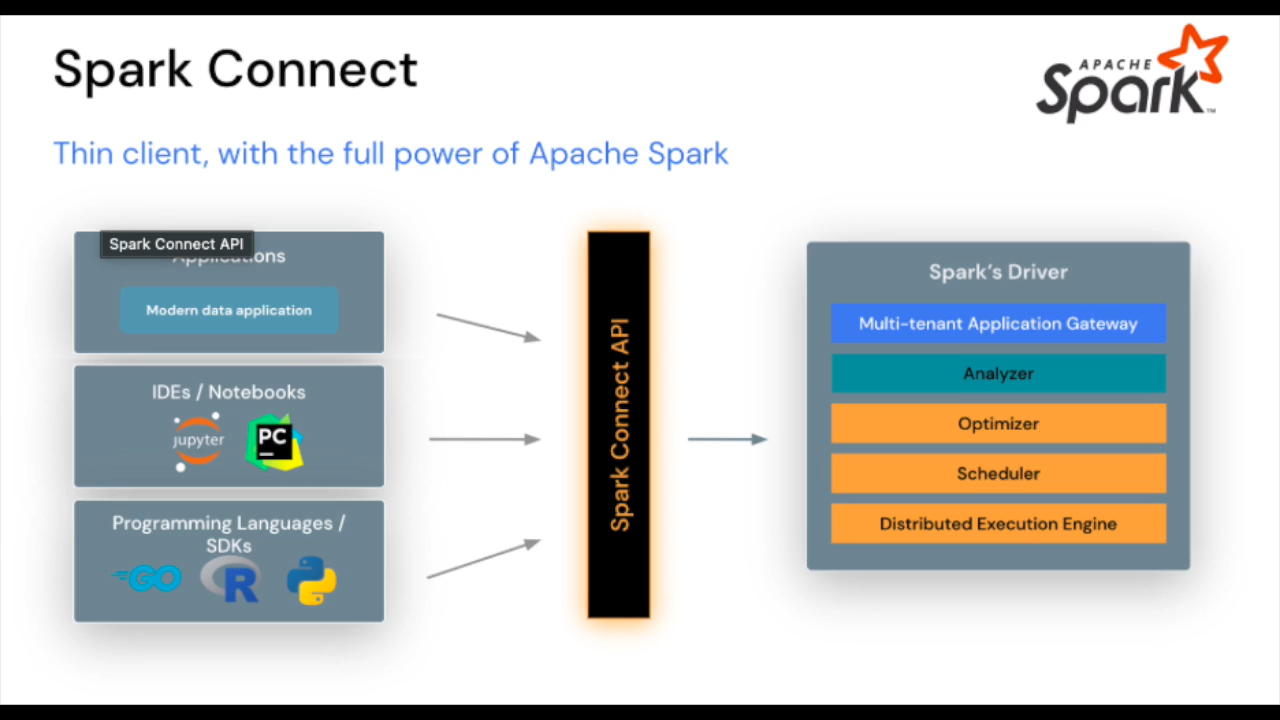 Spark Connect
APACHE
Spark™
Thin client, with the full power of Apache Spark
Spark Connect API
Applications
Modern data application
IDEs / Notebooks
jupyter
PC
Programming Languages /
SDKs
GO
R
Spark Connect API
Spark's Driver
Multi-tenant Application Gateway
Analyzer
Optimizer
Scheduler
Distributed Execution Engine